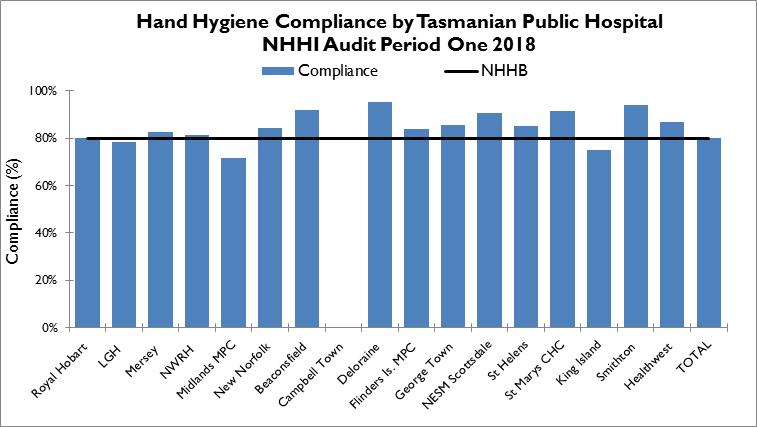 Hand Hygiene Compliance by Tasmanian Public Hospital
NHHI Audit Period One 2018
Compliance NHHB
100%
80%
60%
40%
20%
0%
Compliance (%)
Royal Hobart
LGH
Mersey
NWRH
Midlands MPC
New Norfolk
Beaconsfield
Campbell Town
Deloraine
Flinders Is. MPC
George Town
NESM Scottsdale
St Helens
St Marys CHC
King Island
Smithton
Healthwest
TOTAL